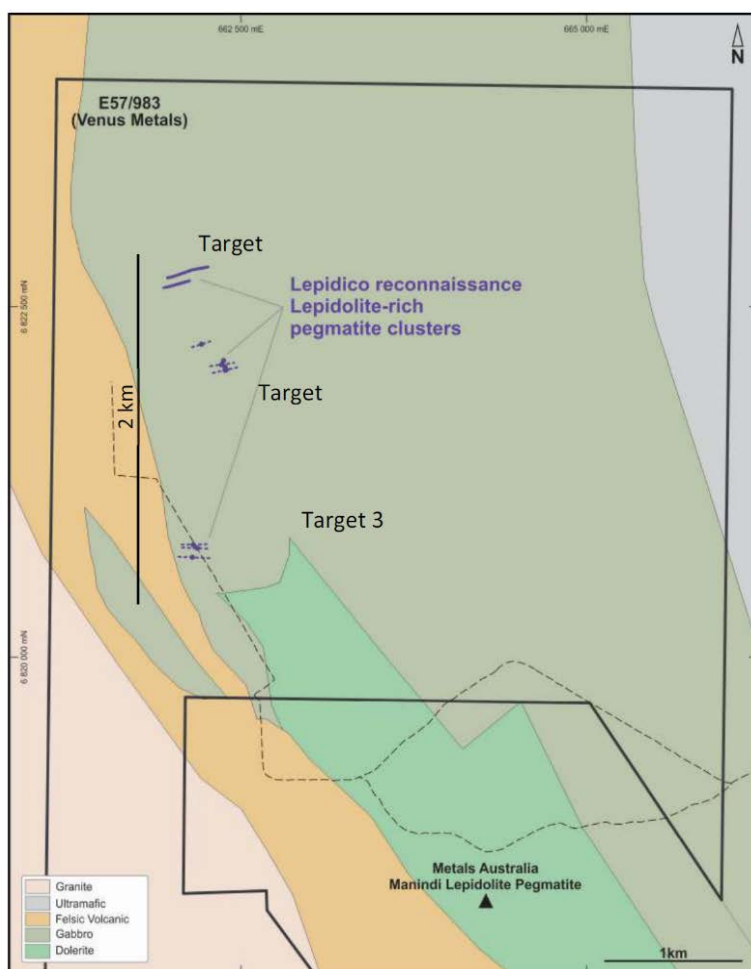 662 500 mE
665 000 mE
N
E57/983
(Venus Metals)
Target
Lepidico reconnaissance
Lepidolite-rich
pegmatite clusters
6 822 500 mN
2 km
Target
Target 3
6 820 000 mN
Metals Australia
Manindi Lepidolite Pegmatite
Granite
Ultramafic
Felsic Volcanic
Gabbro
Dolerite
1km